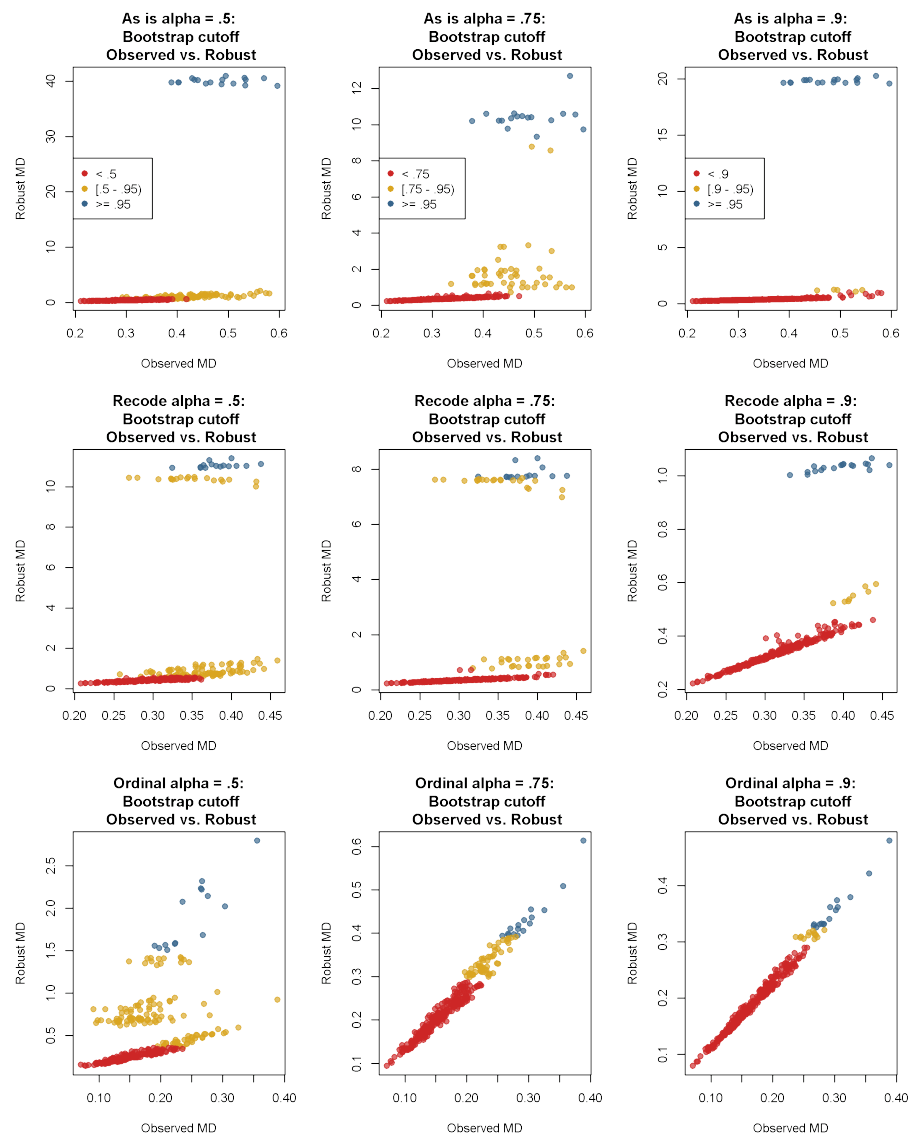 As is alpha = .5:
Bootstrap cutoff
Observed vs. Robust
Robust MD
40
30
20
10
0
< .5
[.5 - .95)
>= .95
0.2 0.3 0.4 0.5 0.6
Observed MD
As is alpha = .75:
Bootstrap cutoff
Observed vs. Robust
Robust MD
12
10
8
6
4
2
0
< .75
[.75 - .95)
>= .95
0.2 0.3 0.4 0.5 0.6
Observed MD
As is alpha = .9:
Bootstrap cutoff
Observed vs. Robust
Robust MD
20
15
10
5
0
< .9
[.9 - .95)
>= .95
0.2 0.3 0.4 0.5 0.6
Observed MD
Recode alpha = .5:
Bootstrap cutoff
Observed vs. Robust
Robust MD
10
8
6
4
2
0
0.20 0.25 0.30 0.35 0.40 0.45
Observed MD
Recode alpha = .75:
Bootstrap cutoff
Observed vs. Robust
Robust MD
8
6
4
2
0
0.20 0.25 0.30 0.35 0.40 0.45
Observed MD
Recode alpha = .9:
Bootstrap cutoff
Observed vs. Robust
Robust MD
1.0
0.8
0.6
0.4
0.2
0.20 0.25 0.30 0.35 0.40 0.45
Observed MD
Ordinal alpha = .5:
Bootstrap cutoff
Observed vs. Robust
Robust MD
2.5
2.0
1.5
1.0
0.5
0.10 0.20 0.30 0.40
Observed MD
Ordinal alpha = .75:
Bootstrap cutoff
Observed vs. Robust
Robust MD
0.6
0.5
0.4
0.3
0.2
0.1
0.10 0.20 0.30 0.40
Observed MD
Ordinal alpha = .9:
Bootstrap cutoff
Observed vs. Robust
Robust MD
0.4
0.3
0.2
0.1
0.10 0.20 0.30 0.40
Observed MD